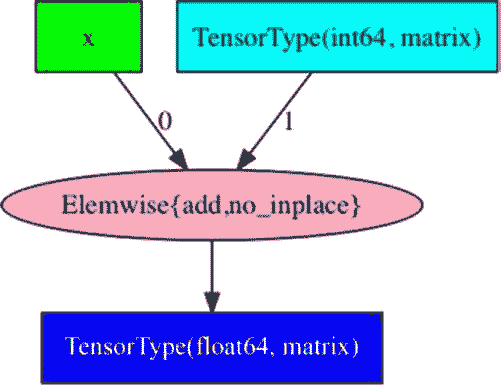 x
TensorType(int64, matrix)
0
1
Elemwise{add,no_inplace}
TensorType(float64, matrix)